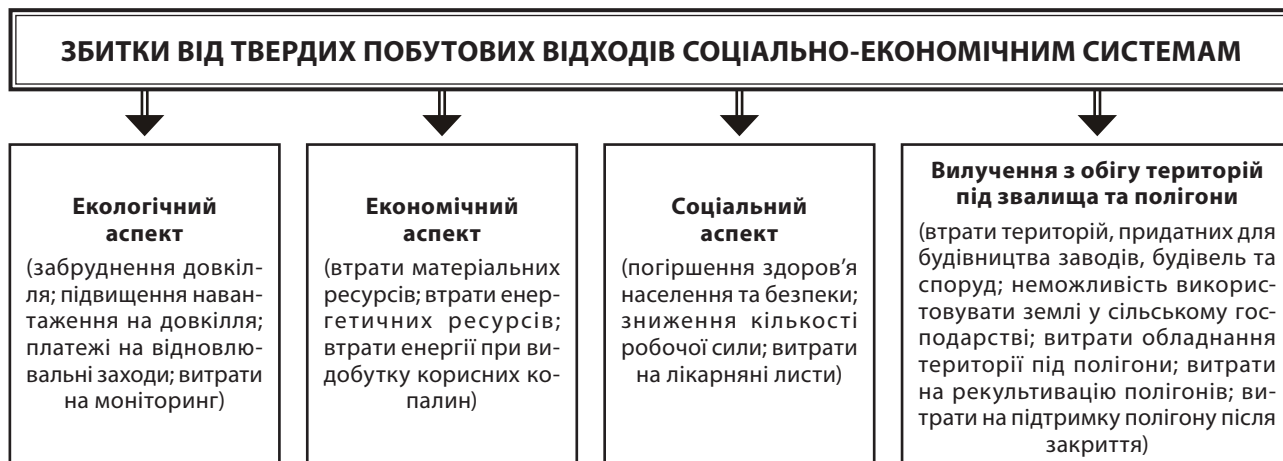 ЗБИТКИ ВІД ТВЕРДИХ ПОБУТОВИХ ВІДХОДІВ СОЦІАЛЬНО-ЕКОНОМІЧНИМ СИСТЕМАМ
Екологічний
аспект
(забруднення довкіл-
ля; підвищення наван-
таження на довкілля;
платежі на відновлю-
вальні заходи; витрати
на моніторинг)
Економічний
аспект
(втрати матеріальних
ресурсів; втрати енер-
гетичних ресурсів;
втрати енергії при ви-
добутку корисних ко-
палин)
Соціальний
аспект
(погіршення здоров’я
населення та безпеки;
зниження кількості
робочої сили; витрати
на лікарняні листи)
Вилучення з обігу територій
під звалища та полігони
(втрати територій, придатних для
будівництва заводів, будівель та
споруд; неможливість викорис-
товувати землі у сільському гос-
подарстві; витрати обладнання
території під полігони; витрати
на рекультивацію полігонів; ви-
трати на підтримку полігону після
закриття)